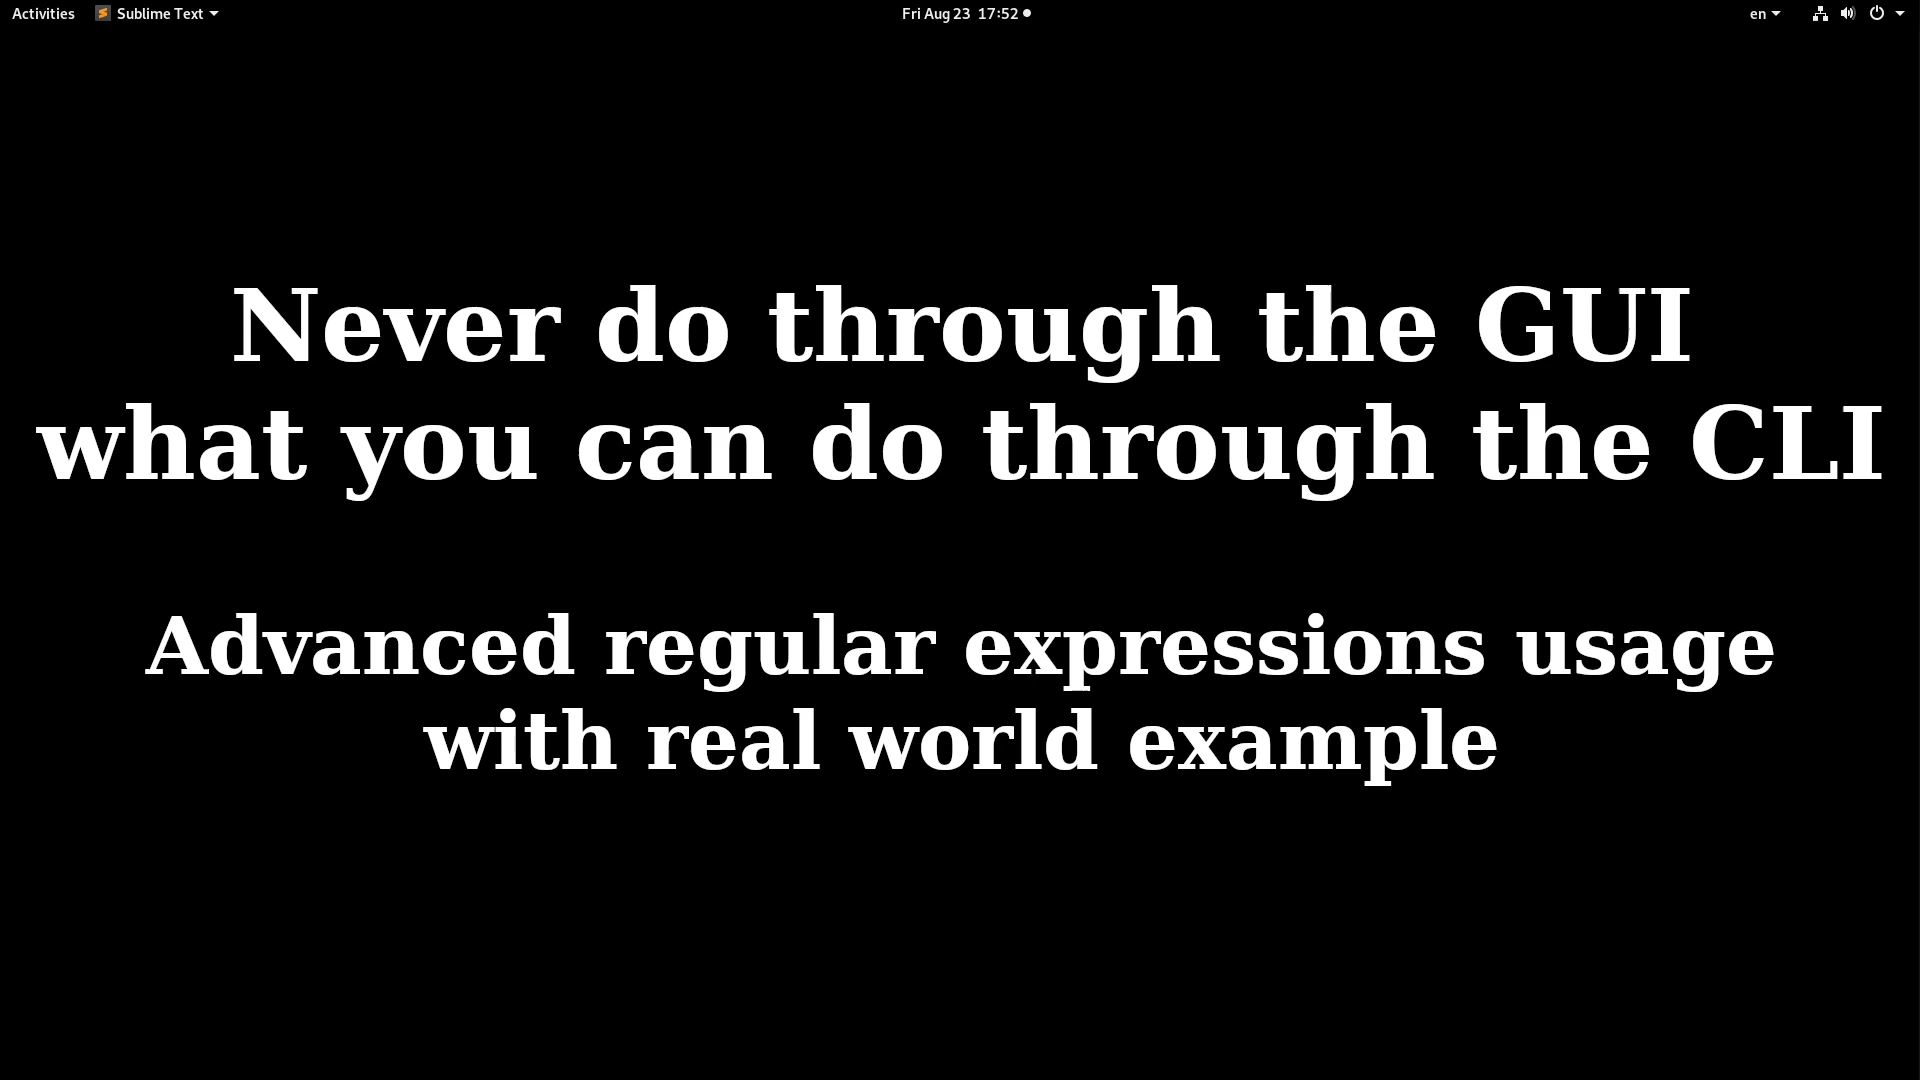 Activities Sublime Text Fri Aug 23 17:52 en
Never do through the GUI
what you can do through the CLI
Advanced regular expressions usage
with real world example